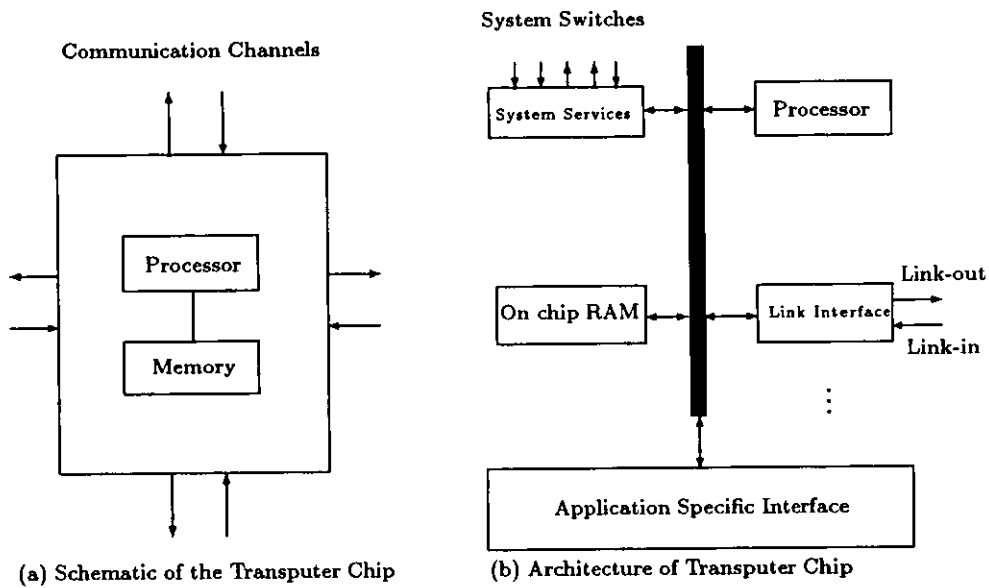 Communication Channels
Processor
Memory
(a) Schematic of the Transputer Chip
System Switches
System Services
Processor
On chip RAM
Link Interface
Link-out
Link-in
Application Specific Interface
(b) Architecture of Transputer Chip